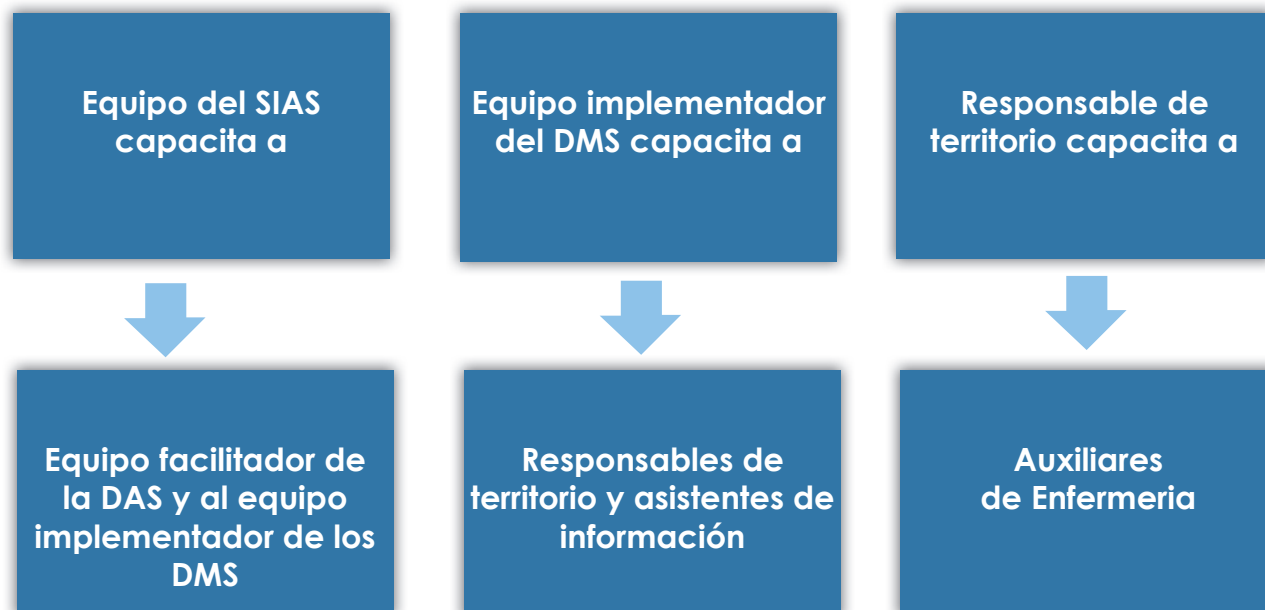 Equipo del SIAS
capacita a
Equipo implementador
del DMS capacita a
Responsable de
territorio capacita a
Equipo facilitador de
la DAS y al equipo
implementador de los
DMS
Responsables de
territorio y asistentes de
información
Auxiliares
de Enfermeria